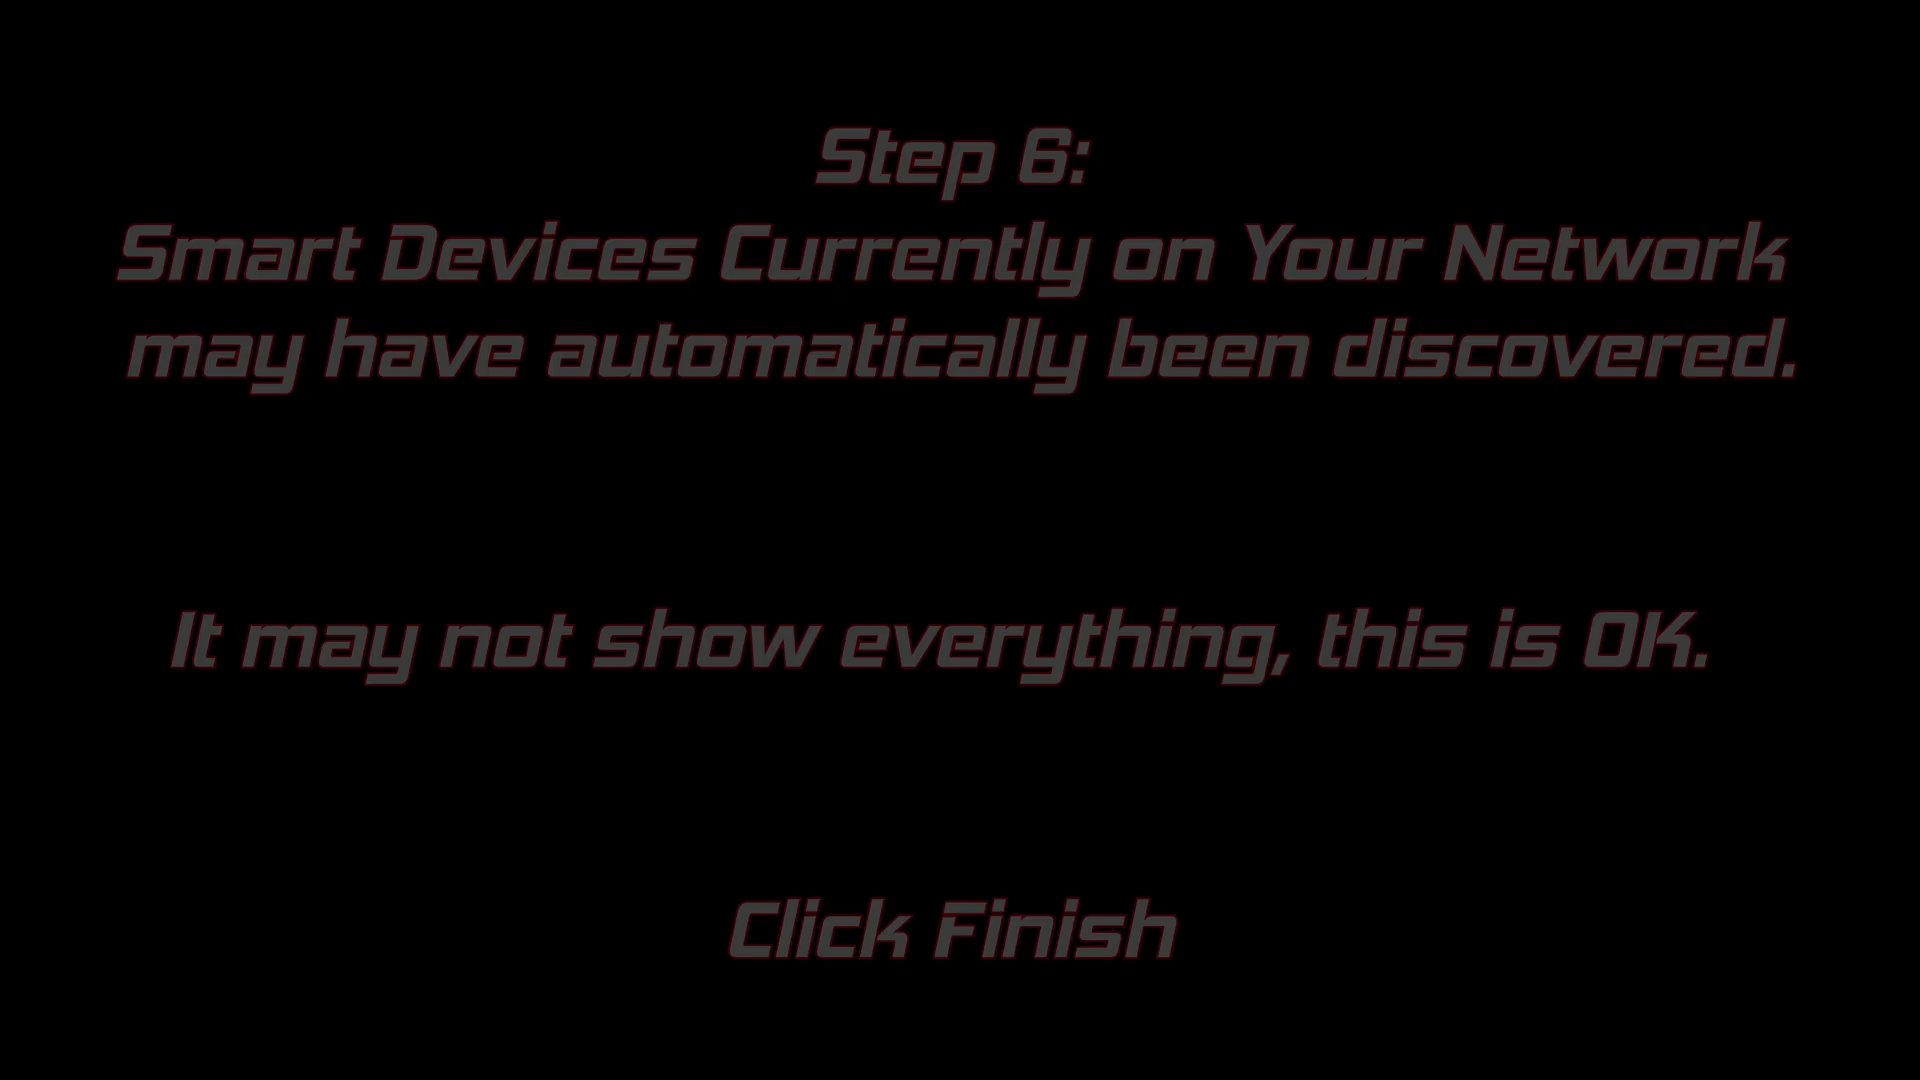 Step 6:
Smart Devices Currently on Your Network
may have automatically been discovered.
It may not show everything, this is OK.
Click Finish